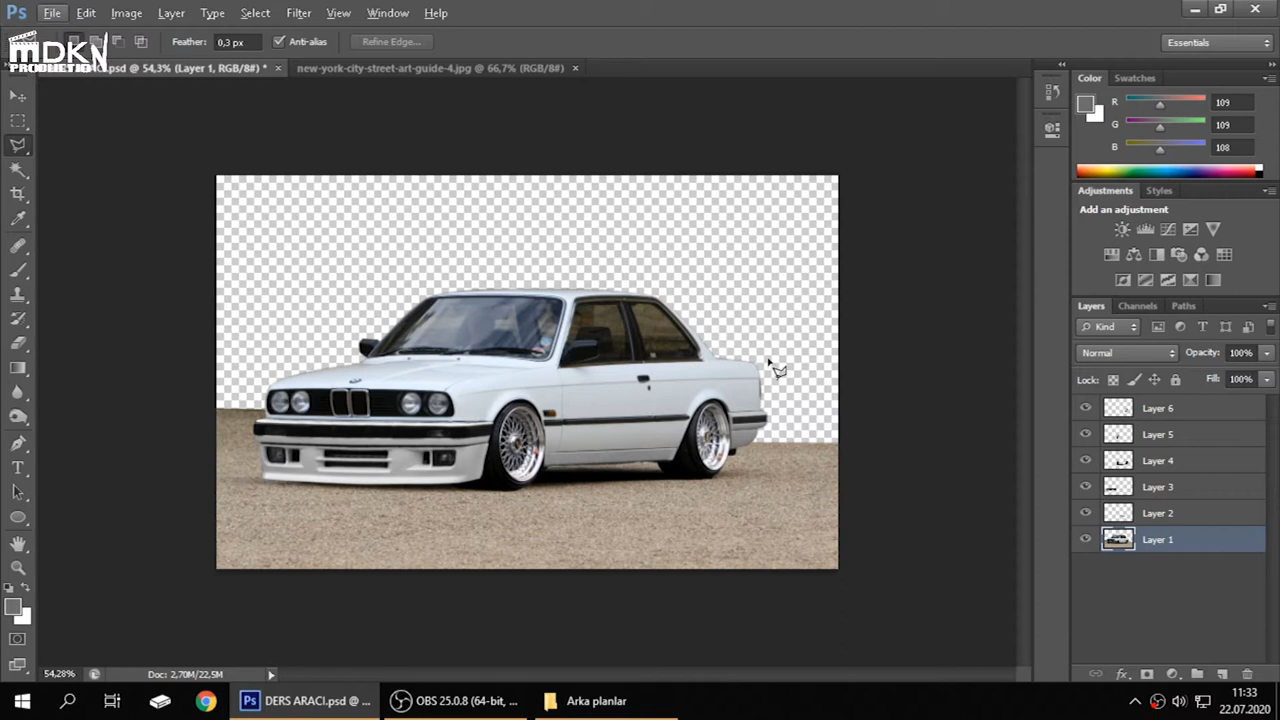 Ps File Edit Image Layer Type Select Filter View Window Help
Feather: 0,3 px Anti-alias Refine Edge... Essentials
MDKN
PRODUCTION
.psd @ 54,3% (Layer 1, RGB/8#) * × new-york-city-street-art-guide-4.jpg @ 66,7% (RGB/8#) ×
Color Swatches
R 109
G 109
B 108
Adjustments Styles
Add an adjustment
Layers Channels Paths
Kind
Normal Opacity: 100%
Lock: Fill: 100%
Layer 6
Layer 5
Layer 4
Layer 3
Layer 2
Layer 1
54,28% Doc: 2,70M/22,5M
Ps DERS ARACI.psd @ ... OBS 25.0.8 (64-bit, ... Arka planlar
11:33
22.07.2020